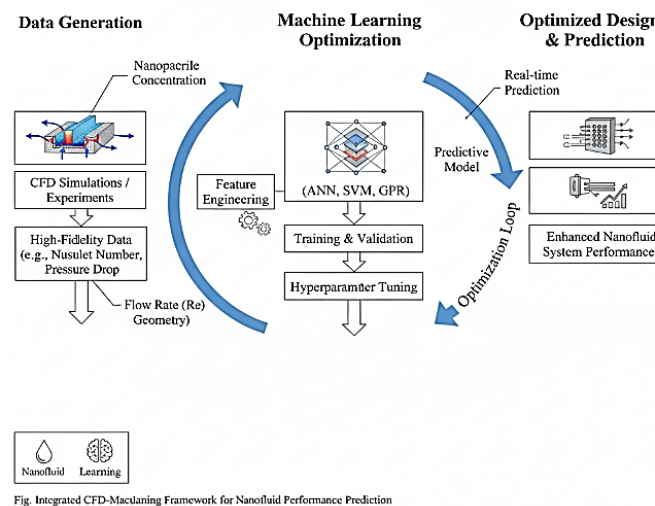 Data Generation
Machine Learning
Optimization
Optimized Design
& Prediction
Nanopacrile
Concentration
CFD Simulations /
Experiments
High-Fidelity Data
(e.g., Nusulet Number,
Pressure Drop
Flow Rate (Re)
Geometry)
Feature
Engineering
(ANN, SVM, GPR)
Training & Validation
Hyperparamner Tuning
Real-time
Prediction
Predictive
Model
Optimization Loop
Enhanced Nanofluid
System Performance
Nanofluid
Learning
Fig. Integrated CFD-Maculaning Framework for Nanofluid Performance Prediction